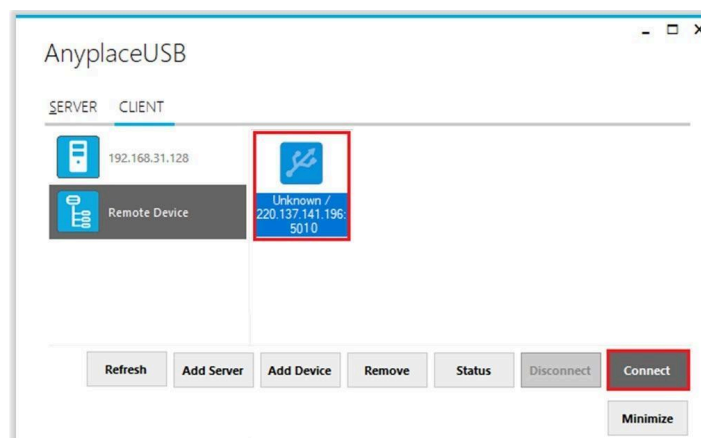 AnyplaceUSB
SERVER CLIENT
192.168.31.128
Remote Device
Unknown /
220.137.141.196:
5010
Refresh Add Server Add Device Remove Status Disconnect Connect
Minimize